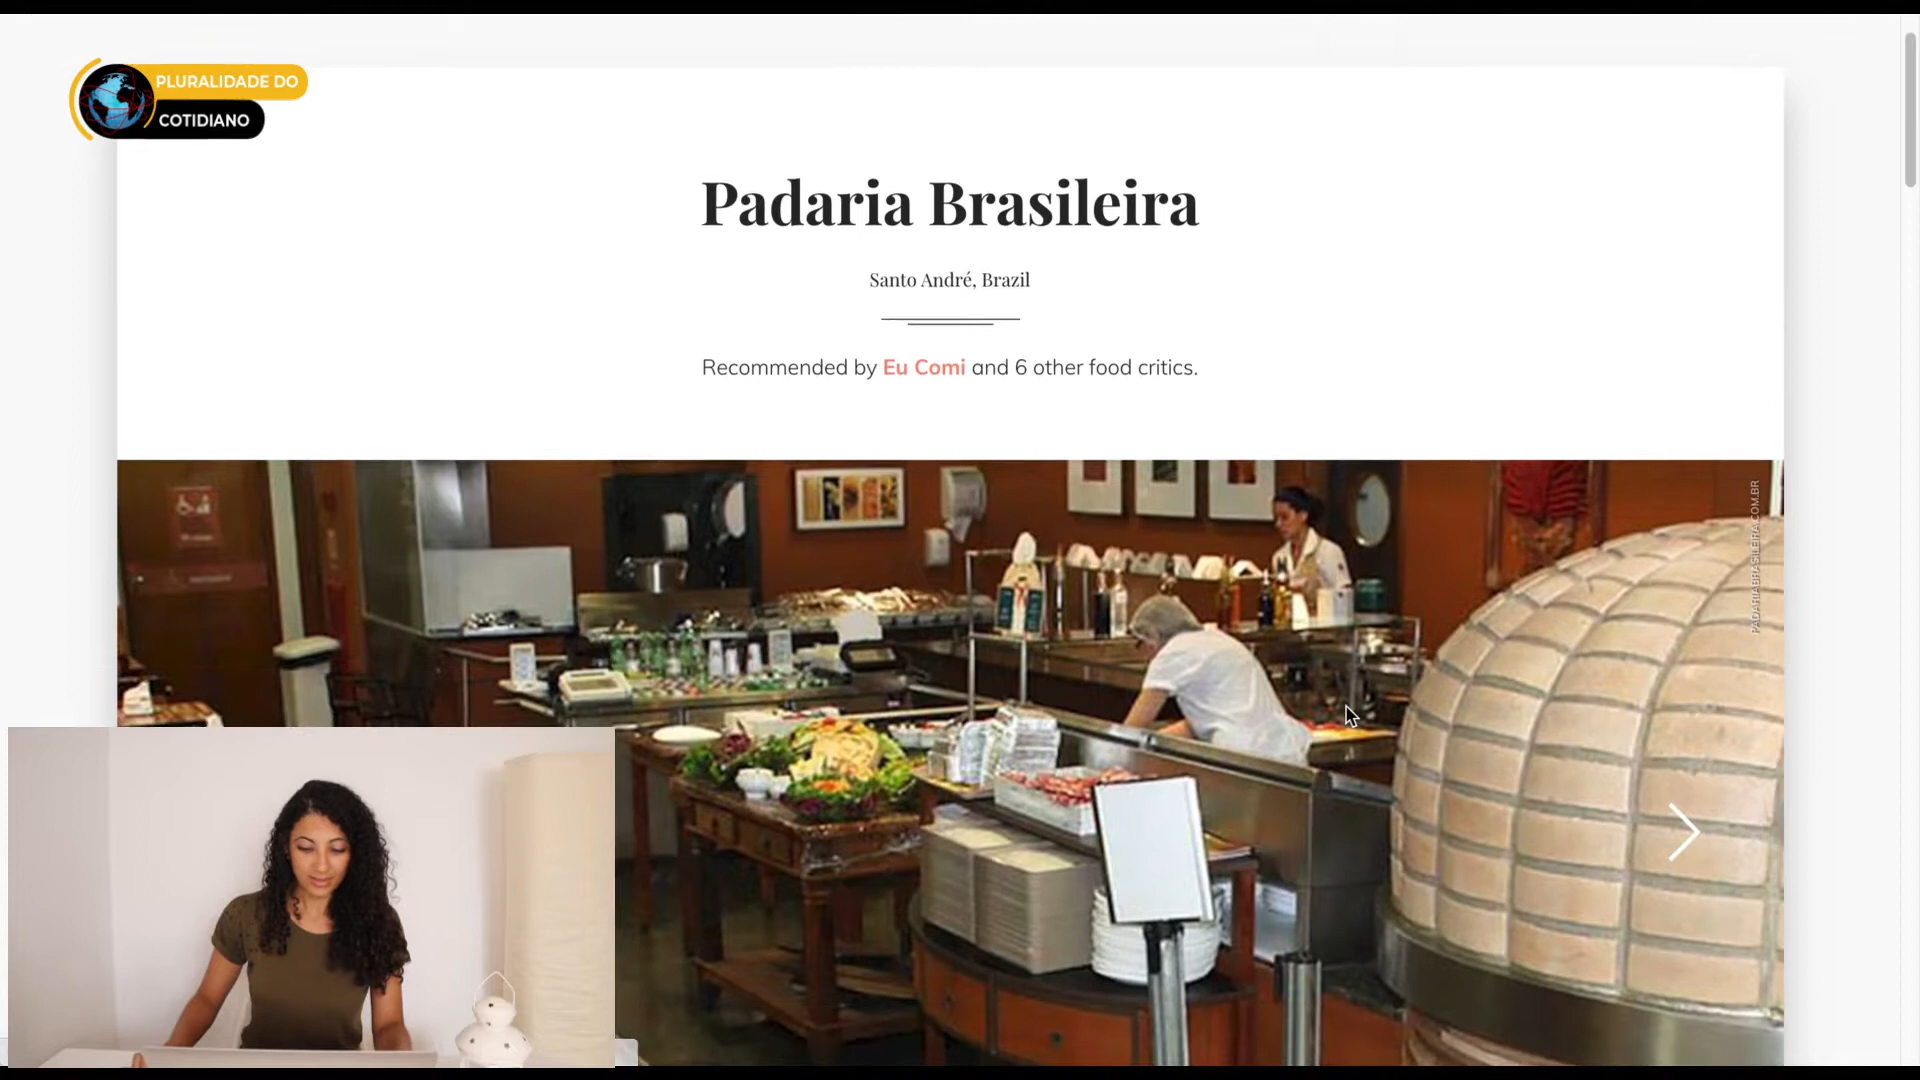 PLURALIDADE DO
COTIDIANO
Padaria Brasileira
Santo André, Brazil
Recommended by Eu Comi and 6 other food critics.
PADARIABRASILEIRA.COM.BR